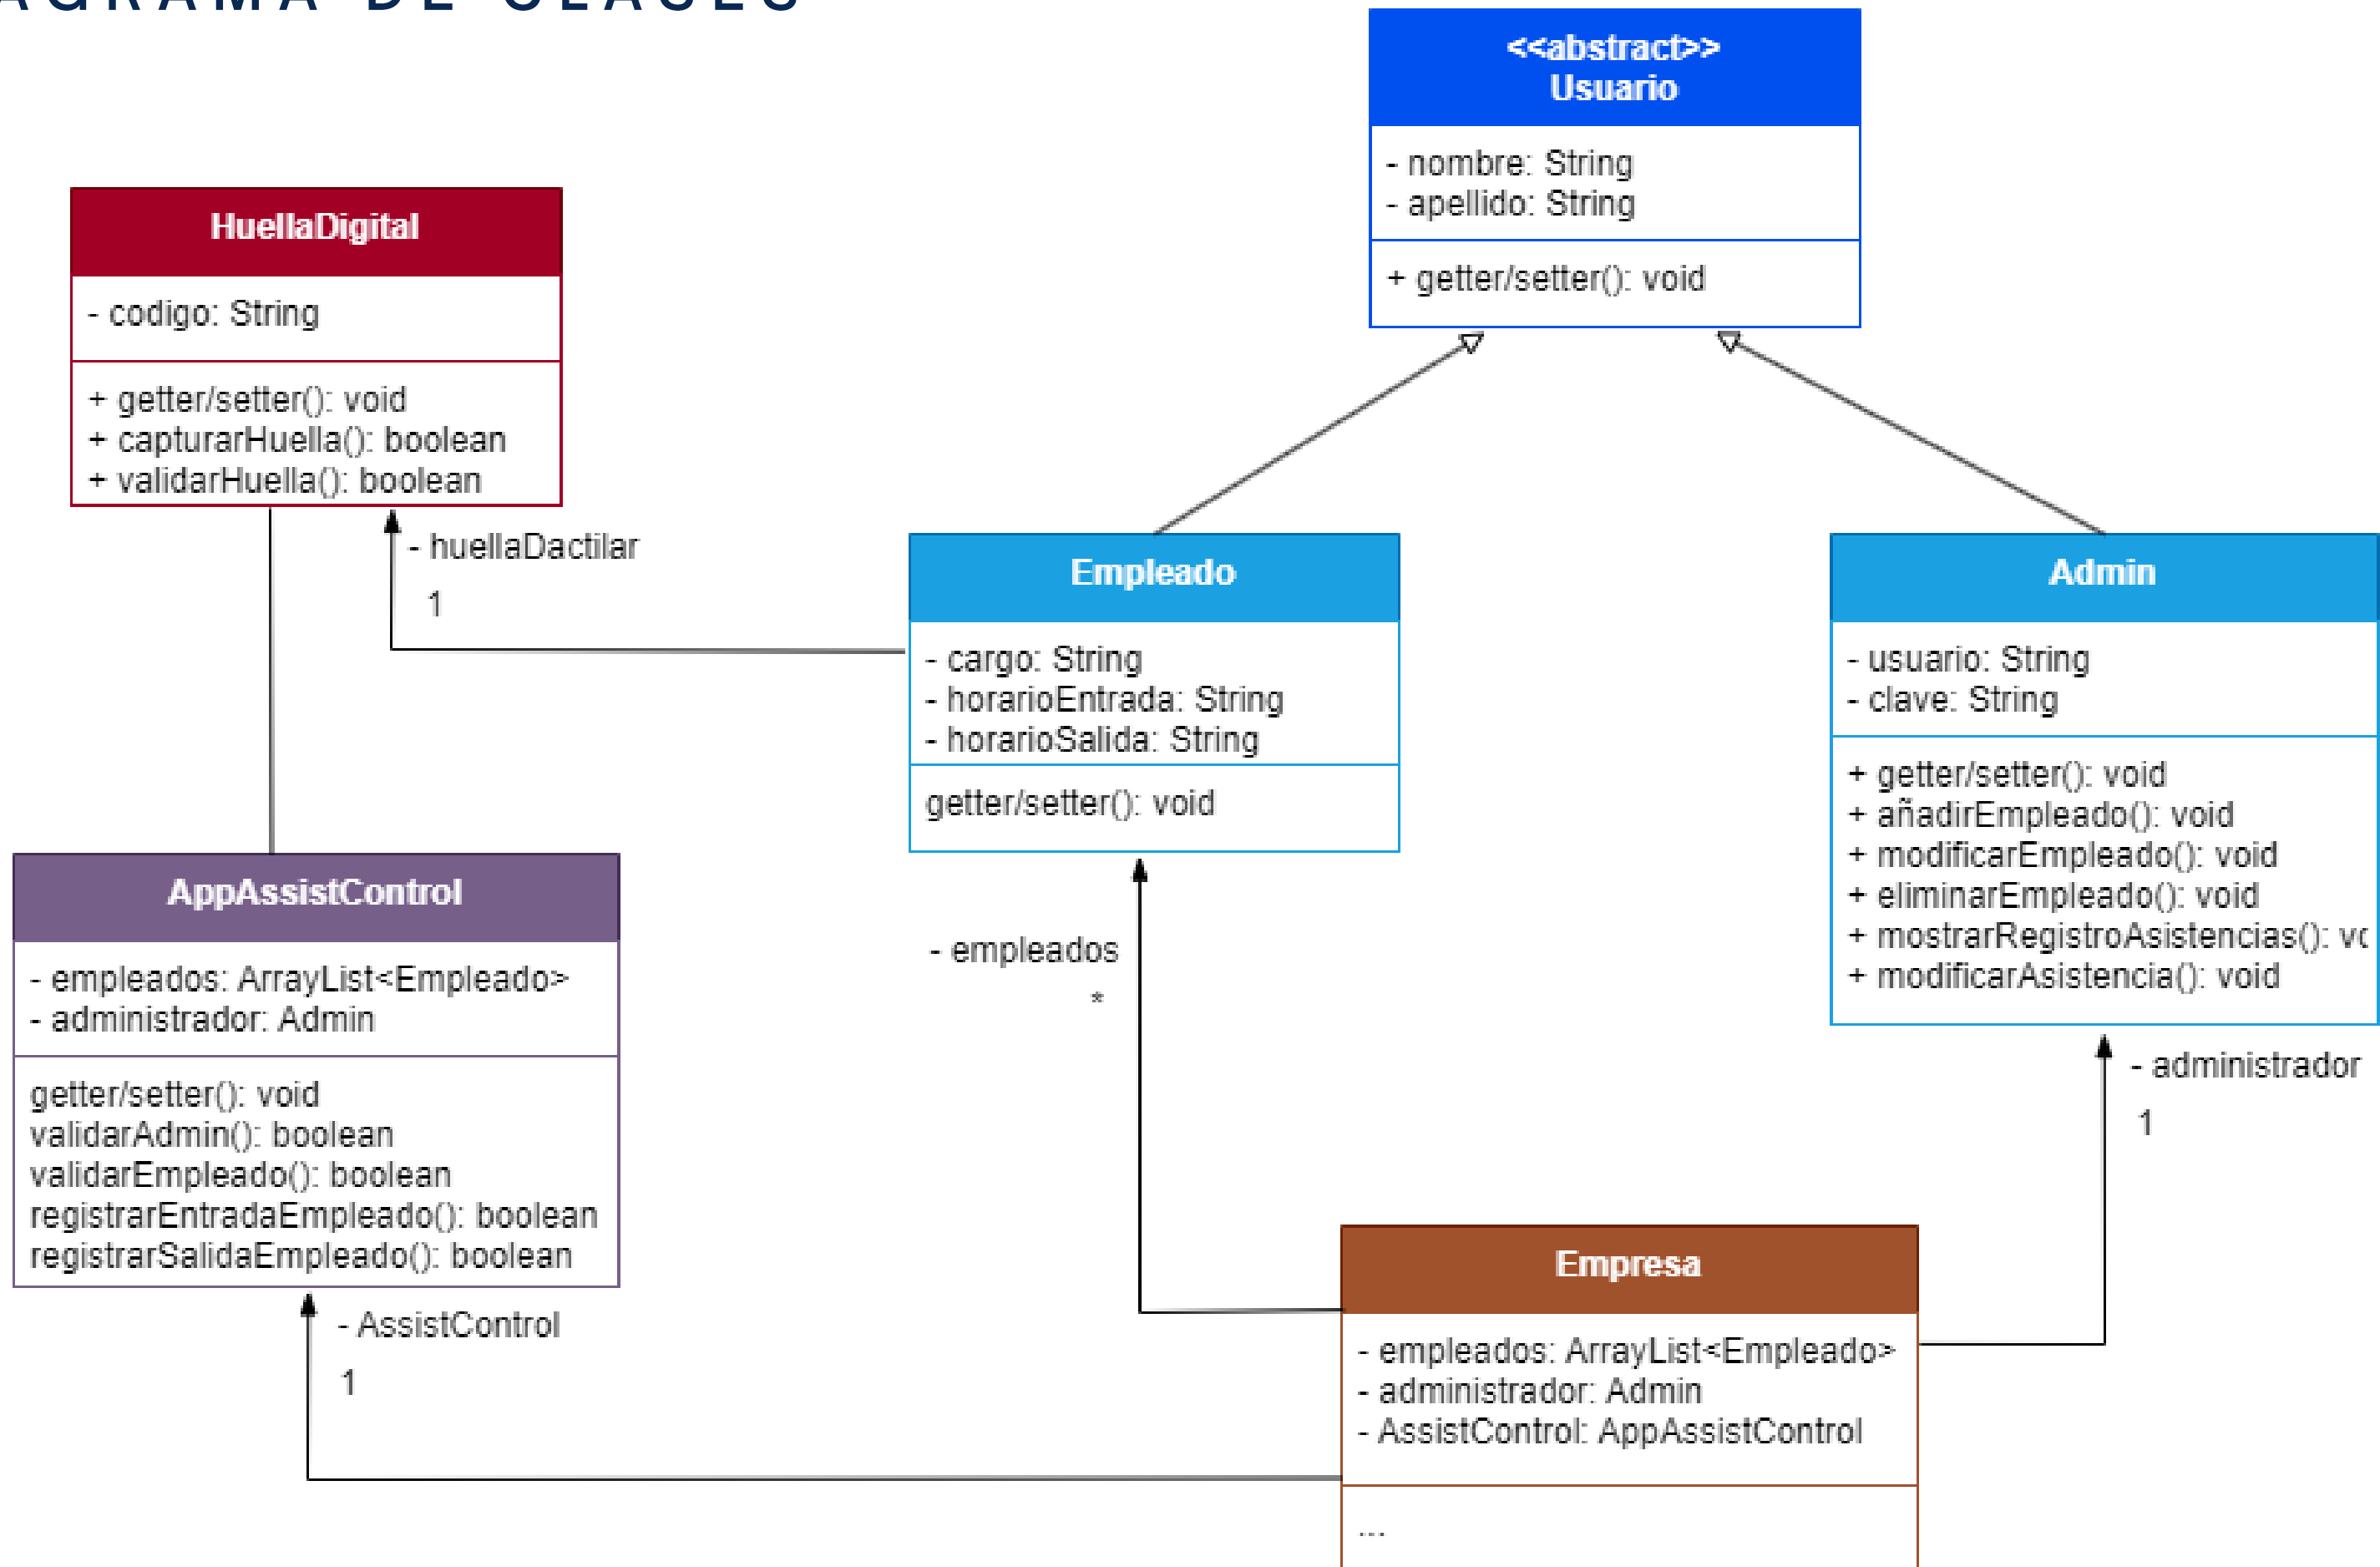 AGRAMA DE CLASES
<<abstract>>
Usuario
- nombre: String
- apellido: String
+ getter/setter(): void
HuellaDigital
- codigo: String
+ getter/setter(): void
+ capturarHuella(): boolean
+ validarHuella(): boolean
- huellaDactilar
1
Empleado
- cargo: String
- horarioEntrada: String
- horarioSalida: String
getter/setter(): void
Admin
- usuario: String
- clave: String
+ getter/setter(): void
+ añadirEmpleado(): void
+ modificarEmpleado(): void
+ eliminarEmpleado(): void
+ mostrarRegistroAsistencias():
+ modificarAsistencia(): void
AppAssistControl
- empleados: ArrayList<Empleado>
- administrador: Admin
getter/setter(): void
validarAdmin(): boolean
validarEmpleado(): boolean
registrarEntradaEmpleado(): boolean
registrarSalidaEmpleado(): boolean
- empleados
*
- administrador
1
- AssistControl
1
Empresa
- empleados: ArrayList<Empleado>
- administrador: Admin
- AssistControl: AppAssistControl
...